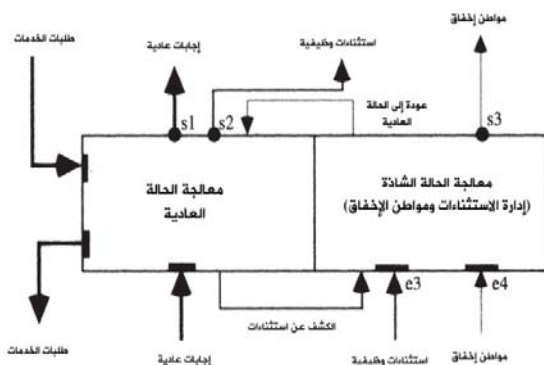 مواطن إخفاق
استثناءات وظيفية
إجابات عادية
طلبات الخدمات
عودة إلى الحالة
العادية
s1
s2
s3
معالجة الحالة الشاذة
(إدارة الاستثناءات ومواطن الإخفاق)
معالجة الحالة
العادية
e3
e4
الكشف عن استثناءات
طلبات الخدمات
إجابات عادية
استثناءات وظيفية
مواطن إخفاق